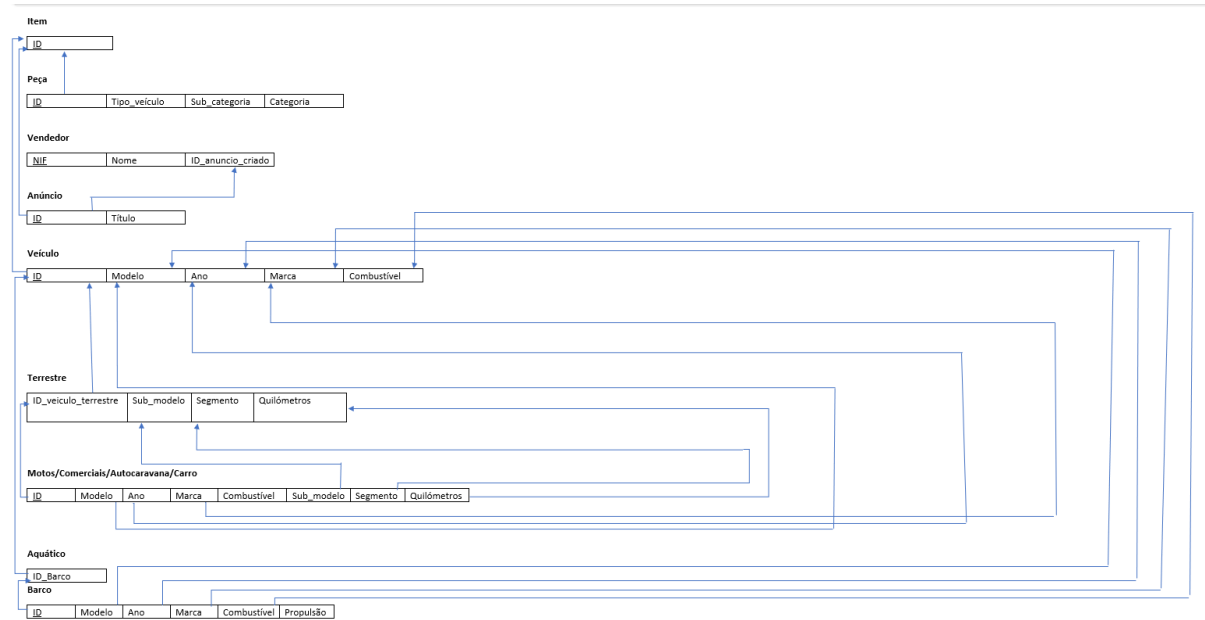 Item
ID
Peça
ID Tipo_veículo Sub_categoria Categoria
Vendedor
NIF Nome ID_anuncio_criado
Anúncio
ID Título
Veículo
ID Modelo Ano Marca Combustível
Terrestre
ID_veiculo_terrestre Sub_modelo Segmento Quilómetros
Motos/Comerciais/Autocaravana/Carro
ID Modelo Ano Marca Combustível Sub_modelo Segmento Quilómetros
Aquático
ID_Barco
Barco
ID Modelo Ano Marca Combustível Propulsão